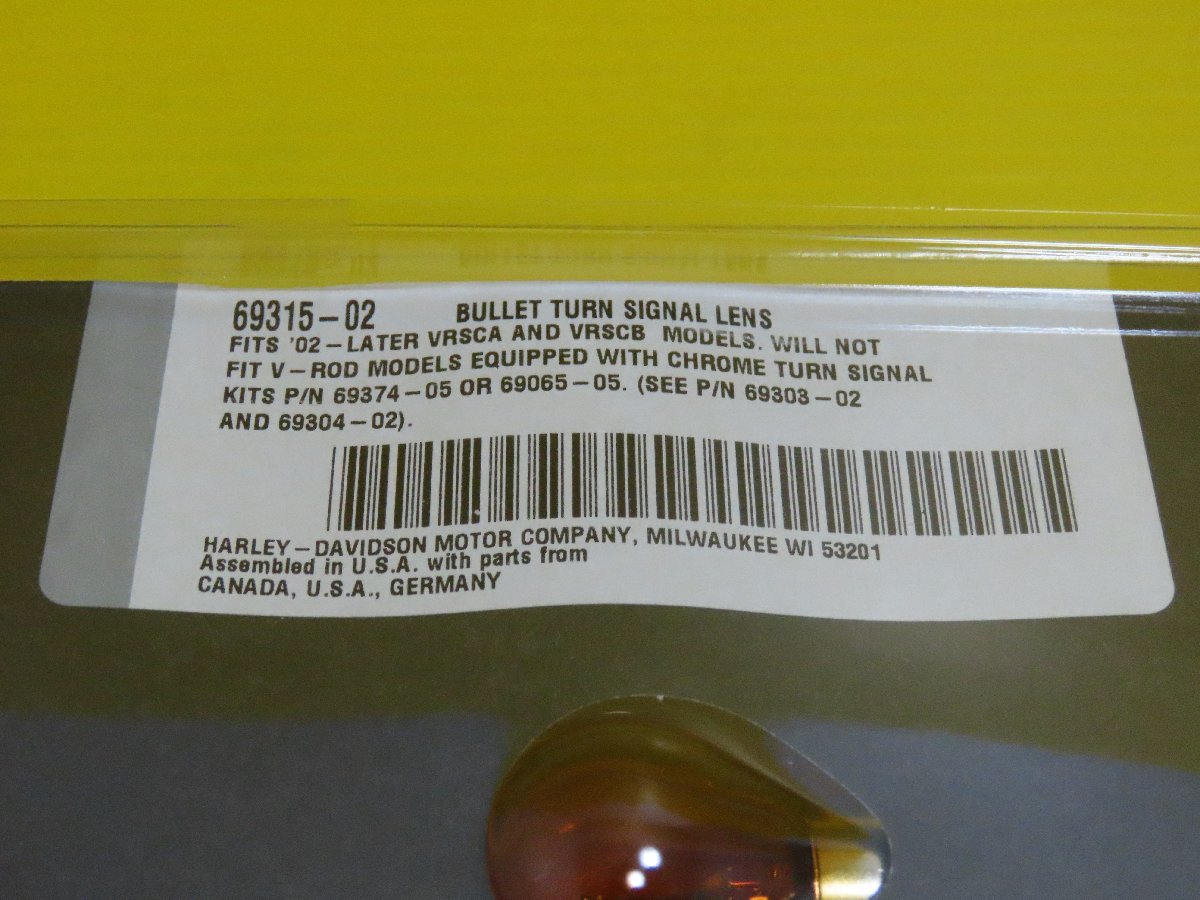 69315-02 BULLET TURN SIGNAL LENS
FITS '02-LATER VRSCA AND VRSCB MODELS. WILL NOT
FIT V-ROD MODELS EQUIPPED WITH CHROME TURN SIGNAL
KITS P/N 69374-05 OR 69065-05. (SEE P/N 69303-02
AND 69304-02).
HARLEY-DAVIDSON MOTOR COMPANY, MILWAUKEE WI 53201
Assembled in U.S.A. with parts from
CANADA, U.S.A., GERMANY